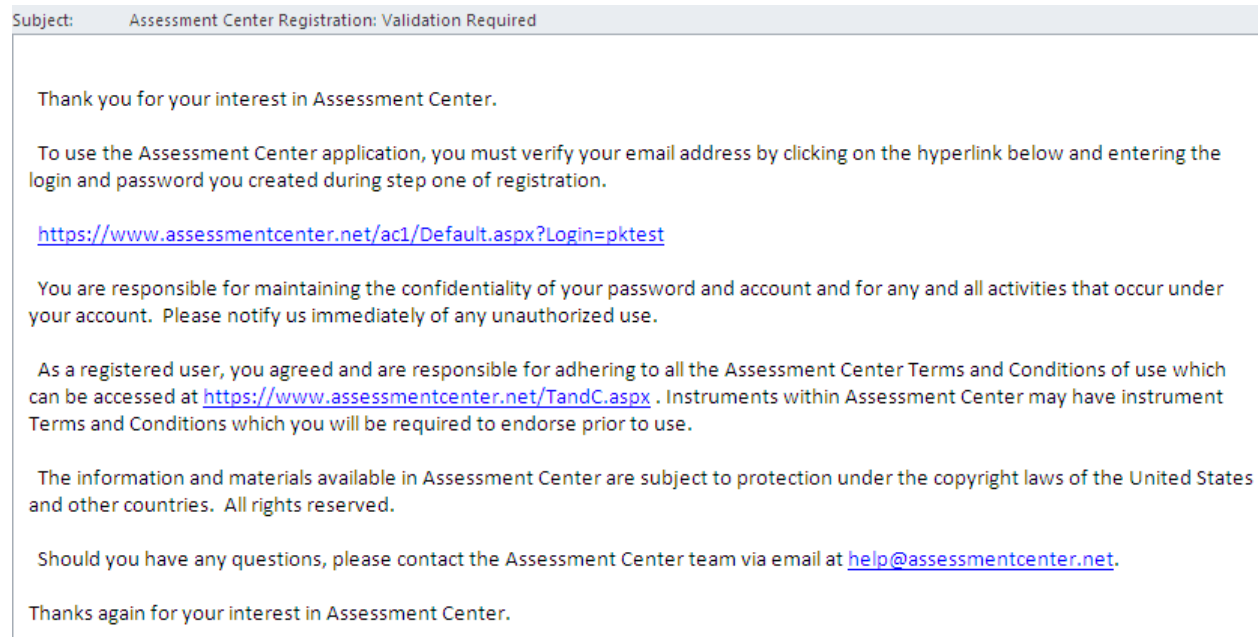 Subject: Assessment Center Registration: Validation Required
Thank you for your interest in Assessment Center.
To use the Assessment Center application, you must verify your email address by clicking on the hyperlink below and entering the
login and password you created during step one of registration.
https://www.assessmentcenter.net/ac1/Default.aspx?Login=pktest
You are responsible for maintaining the confidentiality of your password and account and for any and all activities that occur under
your account.  Please notify us immediately of any unauthorized use.
As a registered user, you agreed and are responsible for adhering to all the Assessment Center Terms and Conditions of use which
can be accessed at https://www.assessmentcenter.net/TandC.aspx . Instruments within Assessment Center may have instrument
Terms and Conditions which you will be required to endorse prior to use.
The information and materials available in Assessment Center are subject to protection under the copyright laws of the United States
and other countries.  All rights reserved.
Should you have any questions, please contact the Assessment Center team via email at help@assessmentcenter.net.
Thanks again for your interest in Assessment Center.